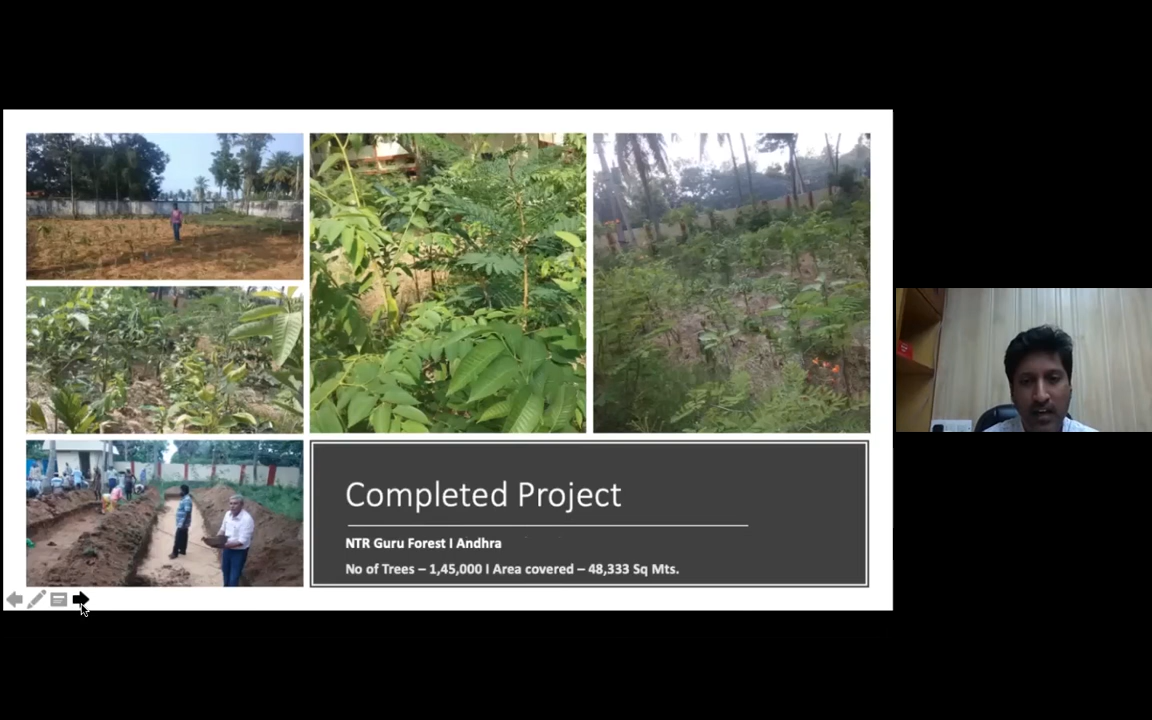 Completed Project
NTR Guru Forest I Andhra
No of Trees – 1,45,000 I Area covered – 48,333 Sq Mts.